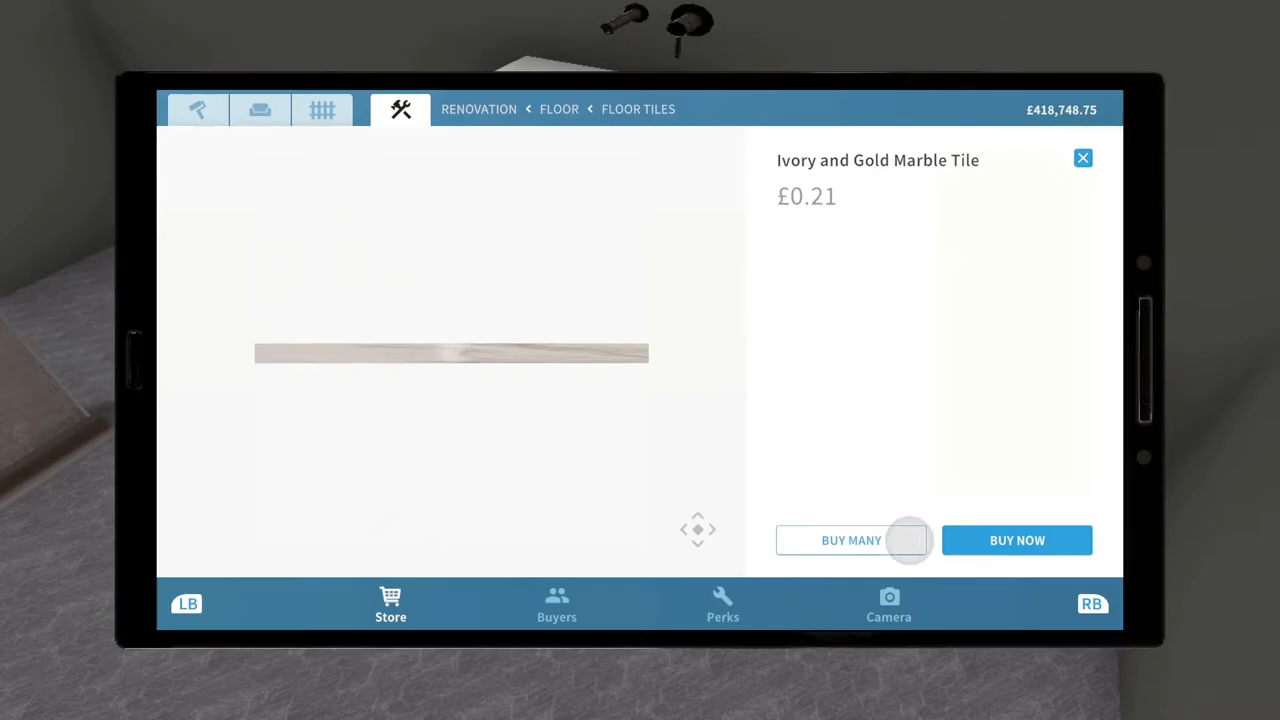 RENOVATION < FLOOR < FLOOR TILES
£418,748.75
Ivory and Gold Marble Tile
£0.21
BUY MANY
BUY NOW
LB
Store
Buyers
Perks
Camera
RB